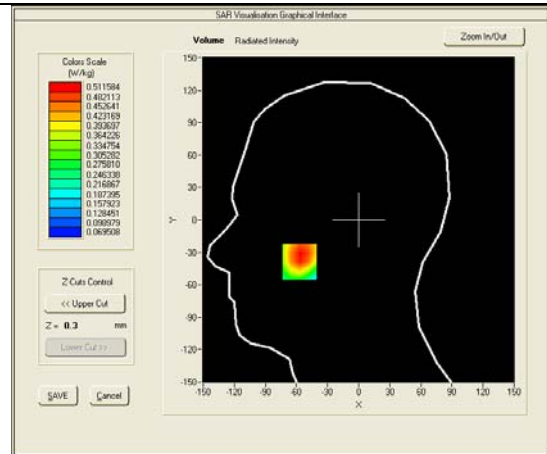 SAR Visualisation Graphical Interface
Volume Radiated Intensity
Zoom In/Out
Colors Scale
(W/kg)
0.511584
0.482113
0.452641
0.423169
0.393697
0.364226
0.334754
0.305282
0.275810
0.246338
0.216867
0.187395
0.157923
0.128451
0.098979
0.069508
Z Cuts Control
<< Upper Cut
Z = 0.3 mm
Lower Cut >>
SAVE Cancel
150
120
90
60
30
0
-30
-60
-90
-120
-150
Y
-150 -120 -90 -60 -30 0 30 60 90 120 150
X